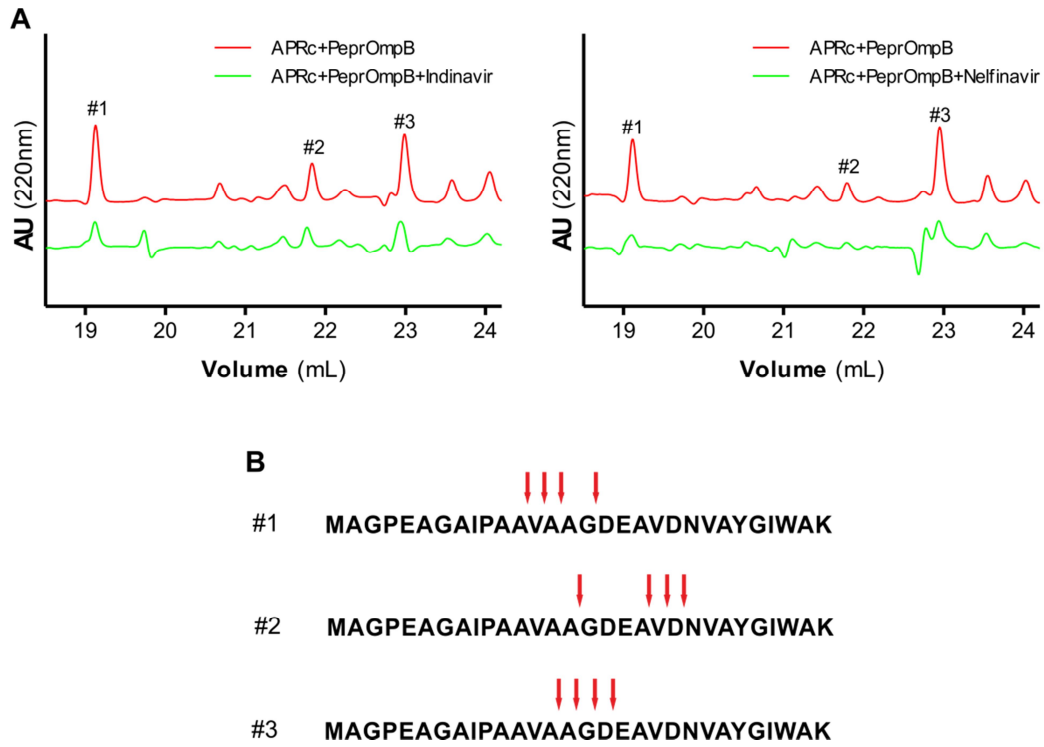 A
APRc+PeprOmpB
APRc+PeprOmpB+Indinavir
#1
#2
#3
AU (220nm)
19 20 21 22 23 24
Volume (mL)
APRc+PeprOmpB
APRc+PeprOmpB+Nelfinavir
#1
#2
#3
AU (220nm)
19 20 21 22 23 24
Volume (mL)
B
#1 MAGPEAGAIPAAVAAGDEAVDNVAYGIWAK
#2 MAGPEAGAIPAAVAAGDEAVDNVAYGIWAK
#3 MAGPEAGAIPAAVAAGDEAVDNVAYGIWAK